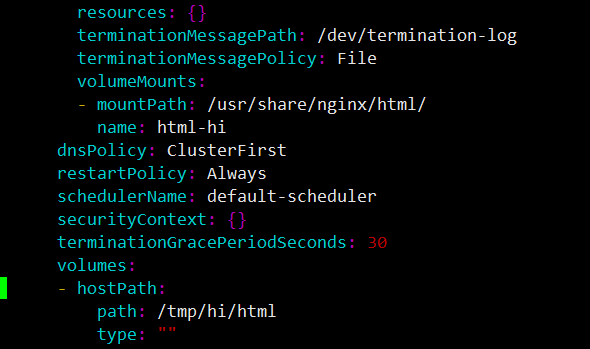 resources: {}
terminationMessagePath: /dev/termination-log
terminationMessagePolicy: File
volumeMounts:
- mountPath: /usr/share/nginx/html/
name: html-hi
dnsPolicy: ClusterFirst
restartPolicy: Always
schedulerName: default-scheduler
securityContext: {}
terminationGracePeriodSeconds: 30
volumes:
- hostPath:
path: /tmp/hi/html
type: ""